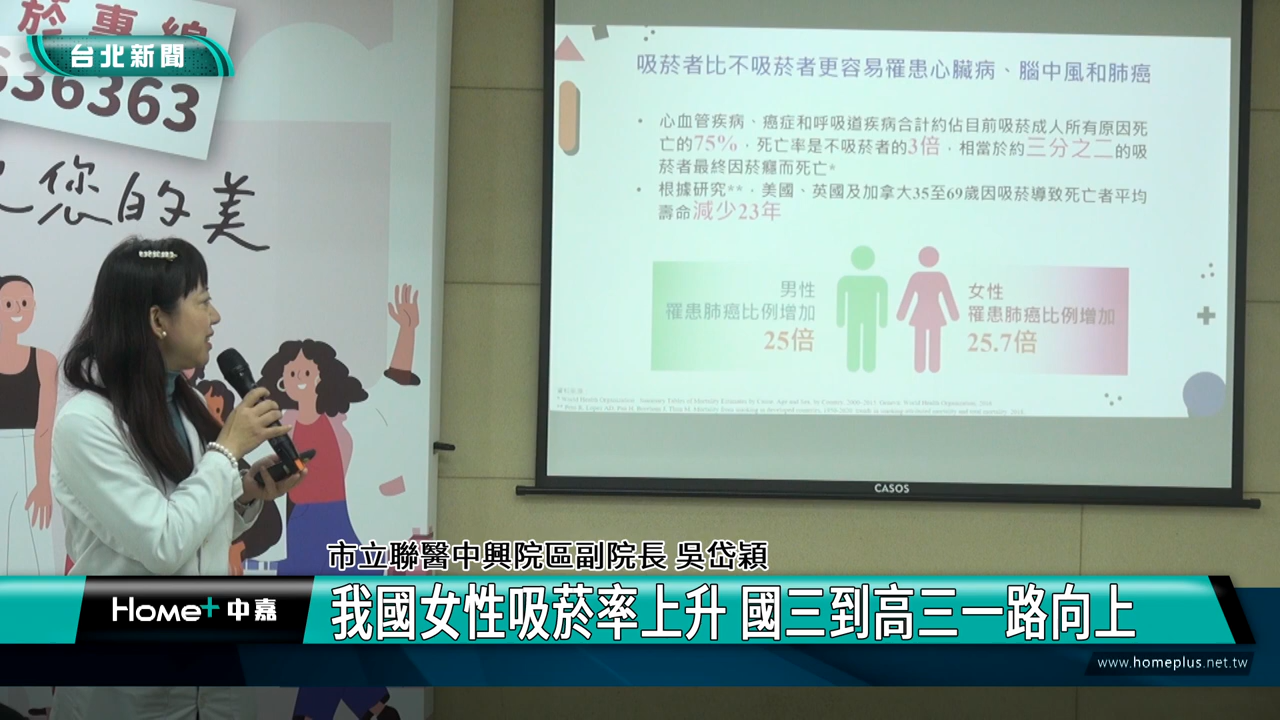 菸專線
636363
台北新聞
您的美
吸菸者比不吸菸者更容易罹患心臟病、腦中風和肺癌
• 心血管疾病、癌症和呼吸道疾病合計約佔目前吸菸成人所有原因死
亡的75%，死亡率是不吸菸者的3倍，相當於約三分之二的吸
菸者最終因菸癮而死亡*
• 根據研究**，美國、英國及加拿大35至69歲因吸菸導致死亡者平均
壽命減少23年
男性
罹患肺癌比例增加
25倍
女性
罹患肺癌比例增加
25.7倍
CASOS
市立聯醫中興院區副院長 吳岱穎
Home+ 中嘉
我國女性吸菸率上升 國三到高三一路向上
www.homeplus.net.tw